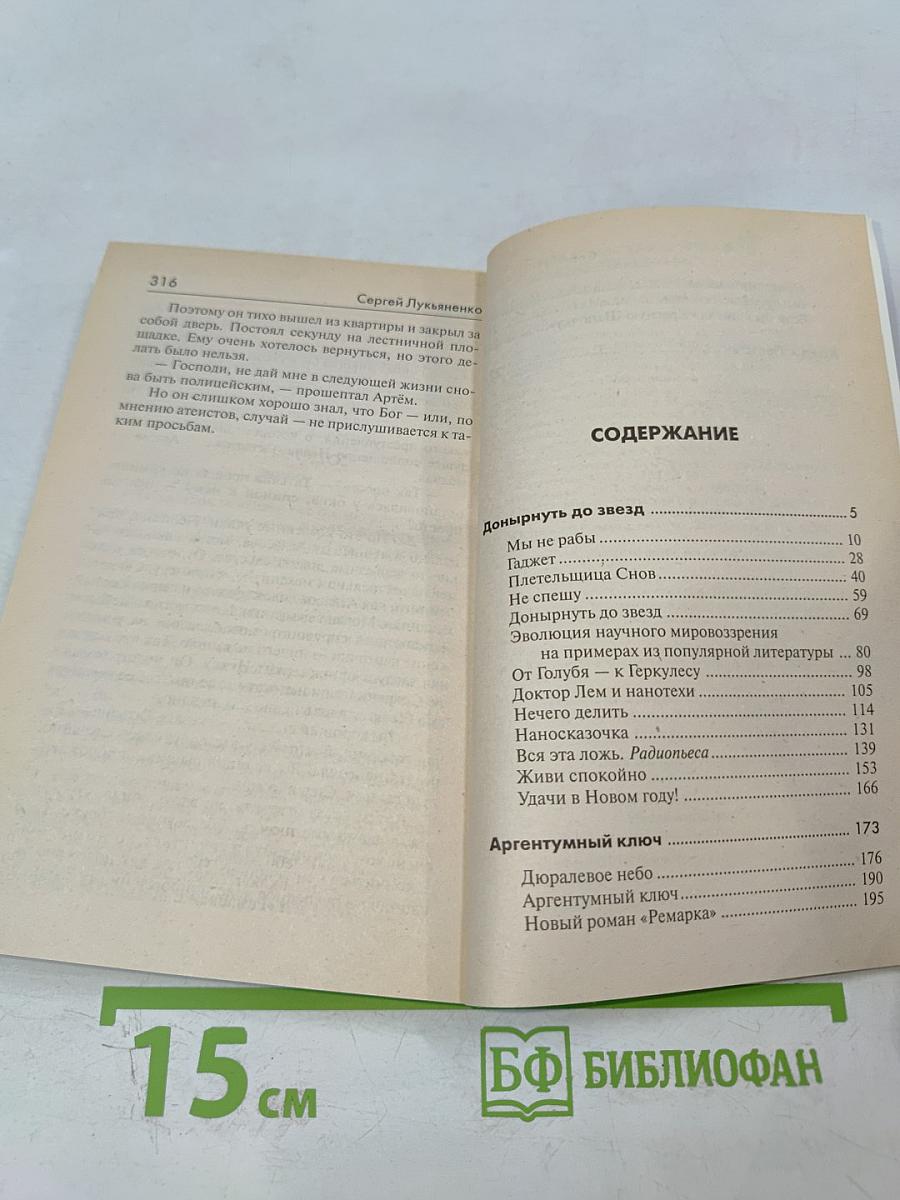 316
Сергей Лукьяненко
Поэтому он тихо вышел из квартиры и закрыл за
собой дверь. Постоял секунду на лестничной пло-
щадке. Ему очень хотелось вернуться, но этого де-
лать было нельзя.
— Господи, не дай мне в следующей жизни сно-
ва быть полицейским, — прошептал Артём.
Но он слишком хорошо знал, что Бог — или, по
мнению атеистов, случай — не прислушивается к та-
ким просьбам.
СОДЕРЖАНИЕ
Донырнуть до звезд ........ 5
Мы не рабы ........ 10
Гаджет ........ 28
Плетельщица Снов ........ 40
Не спешу ........ 59
Донырнуть до звезд ........ 69
Эволюция научного мировоззрения
на примерах из популярной литературы ... 80
От Голубя — к Геркулесу ........ 98
Доктор Лем и нанотехи ........ 105
Нечего делить ........ 114
Наносказочка ........ 131
Вся эта ложь. Радиопьеса ........ 139
Живи спокойно ........ 153
Удачи в Новом году! ........ 166
Аргентумный ключ ........ 173
Дюралевое небо ........ 176
Аргентумный ключ ........ 190
Новый роман «Ремарка» ........ 195
15 см
БФ БИБЛИОФАН